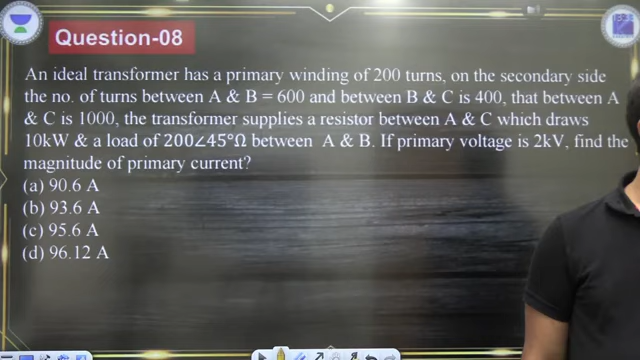 Question-08
An ideal transformer has a primary winding of 200 turns, on the secondary side
the no. of turns between A & B = 600 and between B & C is 400, that between A
& C is 1000, the transformer supplies a resistor between A & C which draws
10kW & a load of 200∠45°Ω between A & B. If primary voltage is 2kV, find the
magnitude of primary current?
(a) 90.6 A
(b) 93.6 A
(c) 95.6 A
(d) 96.12 A